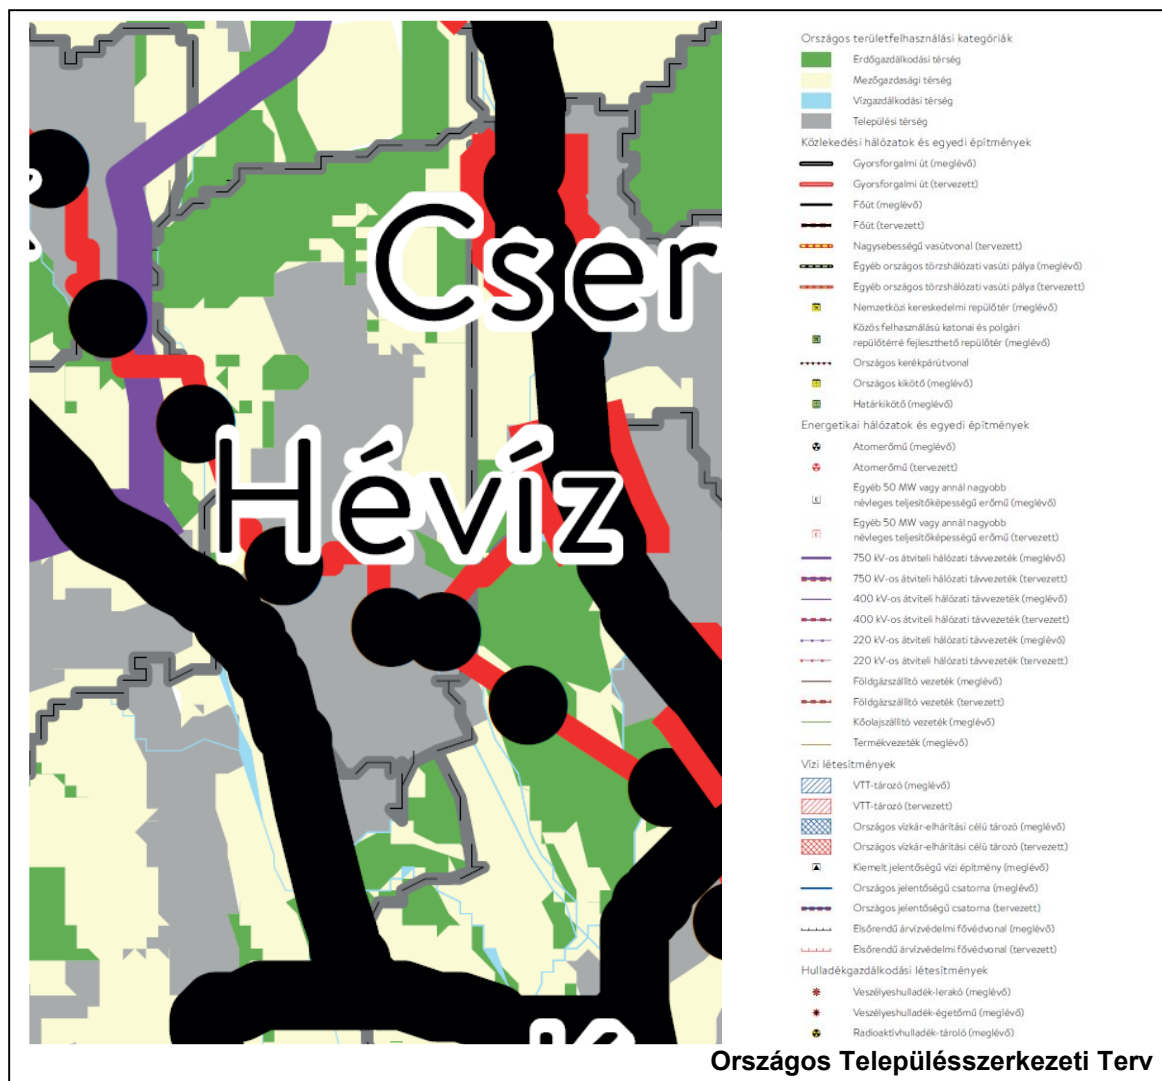 Cser
Hévíz
Országos területfelhasználási kategóriák
Erdőgazdálkodási térség
Mezőgazdasági térség
Vízgazdálkodási térség
Települési térség
Közlekedési hálózatok és egyedi építmények
Gyorsforgalmi út (meglévő)
Gyorsforgalmi út (tervezett)
Főút (meglévő)
Főút (tervezett)
Nagysebességű vasútvonal (tervezett)
Egyéb országos törzshálózati vasúti pálya (meglévő)
Egyéb országos törzshálózati vasúti pálya (tervezett)
Nemzetközi kereskedelmi repülőtér (meglévő)
Közös felhasználású katonai és polgári
repülőtérré fejleszthető repülőtér (meglévő)
Országos kerékpárútvonal
Országos kikötő (meglévő)
Határkikötő (meglévő)
Energetikai hálózatok és egyedi építmények
Atomerőmű (meglévő)
Atomerőmű (tervezett)
Egyéb 50 MW vagy annál nagyobb
névleges teljesítőképességű erőmű (meglévő)
Egyéb 50 MW vagy annál nagyobb
névleges teljesítőképességű erőmű (tervezett)
750 kV-os átviteli hálózati távvezeték (meglévő)
750 kV-os átviteli hálózati távvezeték (tervezett)
400 kV-os átviteli hálózati távvezeték (meglévő)
400 kV-os átviteli hálózati távvezeték (tervezett)
220 kV-os átviteli hálózati távvezeték (meglévő)
220 kV-os átviteli hálózati távvezeték (tervezett)
Földgázszállító vezeték (meglévő)
Földgázszállító vezeték (tervezett)
Kőolajszállító vezeték (meglévő)
Termékvezeték (meglévő)
Vízi létesítmények
VTT-tározó (meglévő)
VTT-tározó (tervezett)
Országos vízkár-elhárítási célú tározó (meglévő)
Országos vízkár-elhárítási célú tározó (tervezett)
Kiemelt jelentőségű vízi építmény (meglévő)
Országos jelentőségű csatorna (meglévő)
Országos jelentőségű csatorna (tervezett)
Elsőrendű árvízvédelmi fővédvonal (meglévő)
Elsőrendű árvízvédelmi fővédvonal (tervezett)
Hulladékgazdálkodási létesítmények
Veszélyeshulladék-lerakó (meglévő)
Veszélyeshulladék-égetőmű (meglévő)
Radioaktívhulladék-tároló (meglévő)
Országos Településszerkezeti Terv